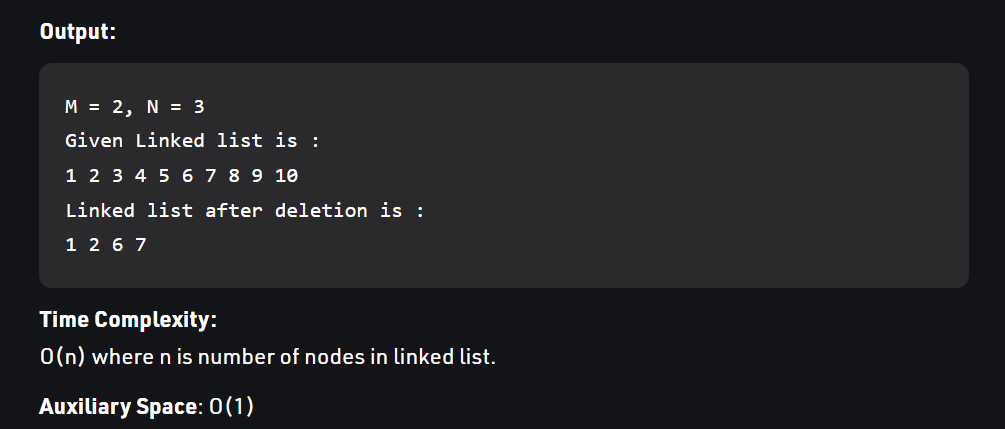 Output:
M = 2, N = 3
Given Linked list is :
1 2 3 4 5 6 7 8 9 10
Linked list after deletion is :
1 2 6 7
Time Complexity:
O(n) where n is number of nodes in linked list.
Auxiliary Space: O(1)